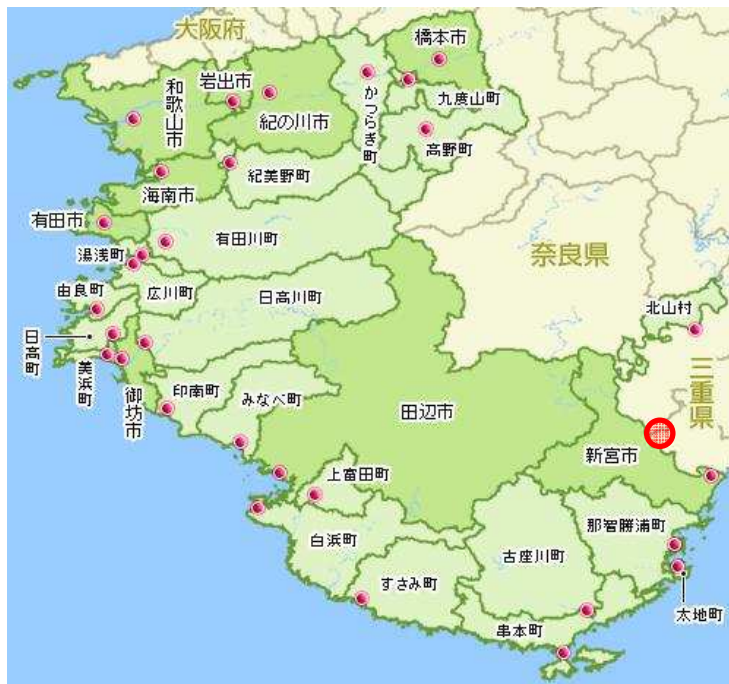 大阪府
橋本市
岩出市
和歌山市
かつらぎ町
九度山町
紀の川市
高野町
紀美野町
海南市
有田市
有田川町
湯浅町
奈良県
由良町
広川町
日高川町
北山村
日高町
美浜町
御坊市
印南町
みなべ町
田辺市
三重県
新宮市
上富田町
那智勝浦町
白浜町
古座川町
すさみ町
太地町
串本町